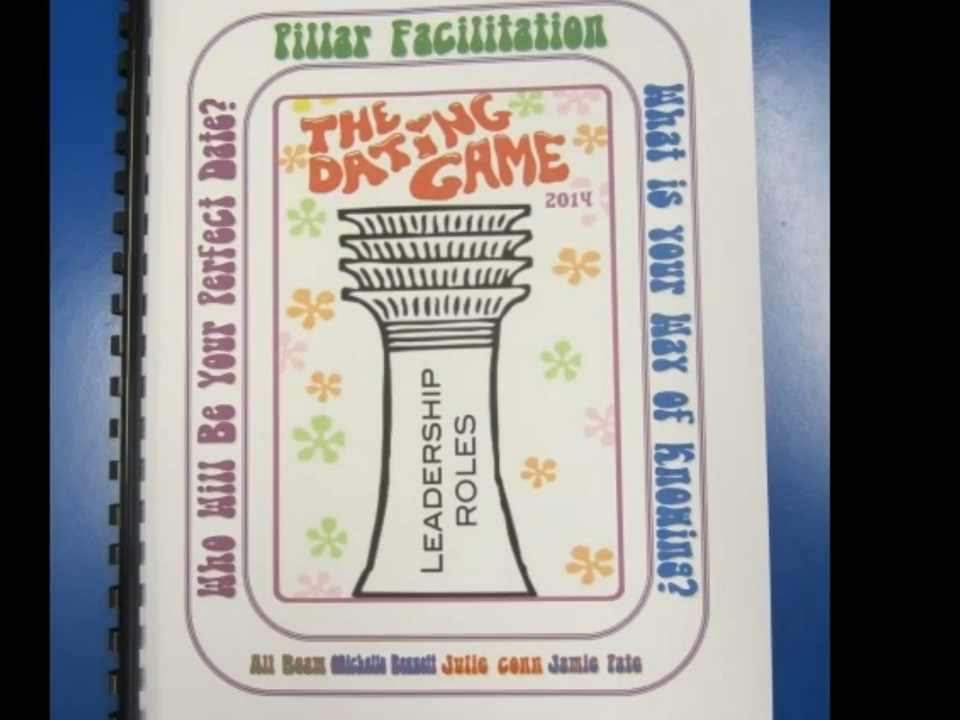 Pillar Facilitation
Who Will Be Your Perfect Date?
THE
DATING
GAME
2014
LEADERSHIP
ROLES
What is Your Way of Knowing?
Ali Beam Michelle Bennett Julie Conn Jamie Pate